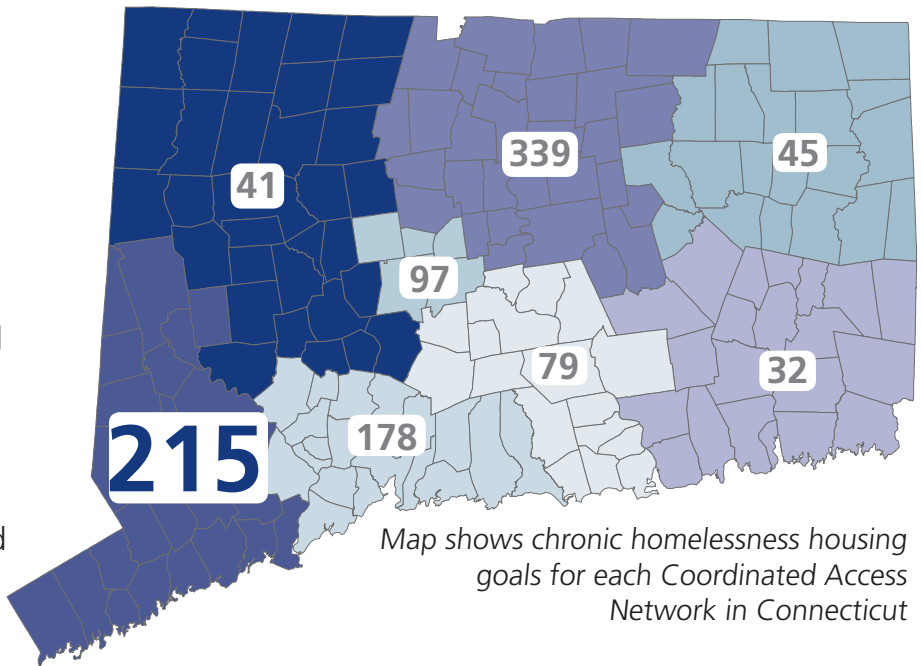 339
45
41
97
79
32
178
215
Map shows chronic homelessness housing
goals for each Coordinated Access
Network in Connecticut